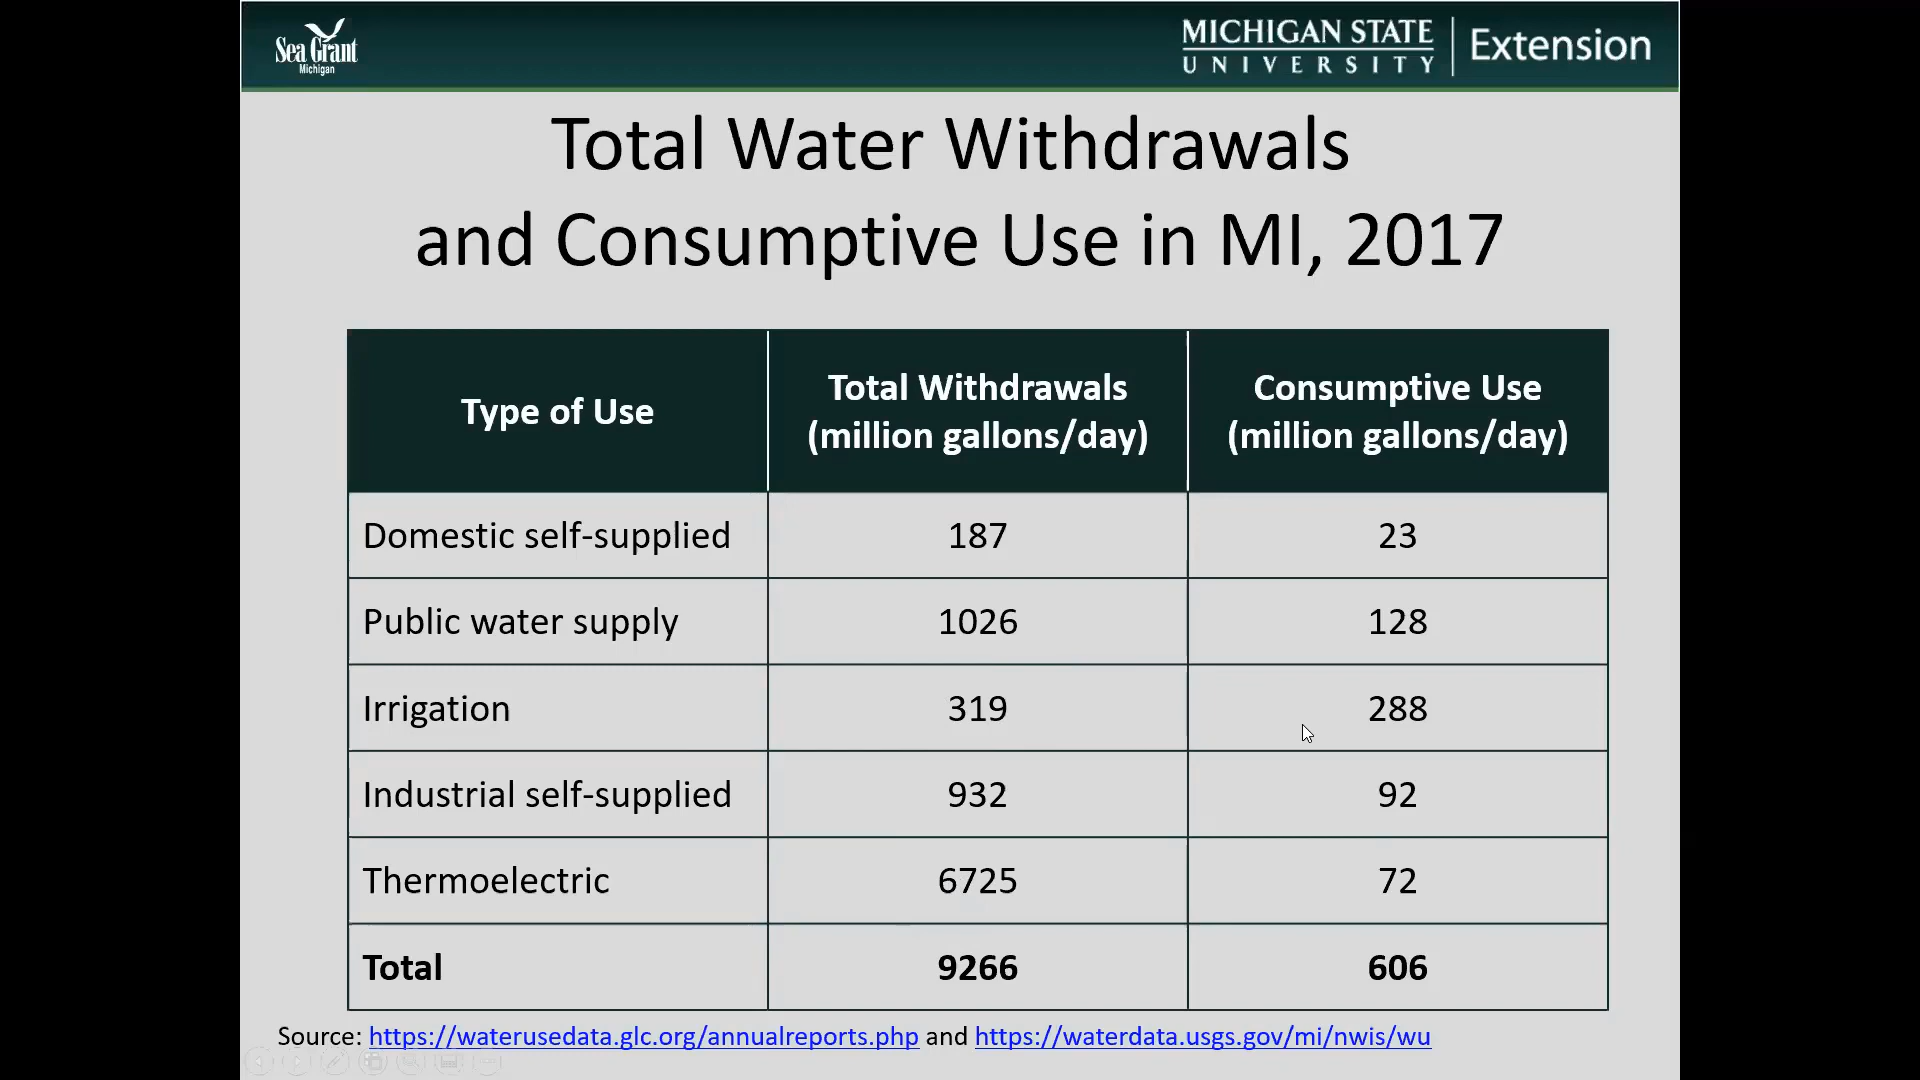 Sea Grant
Michigan
MICHIGAN STATE
UNIVERSITY
Extension
Total Water Withdrawals
and Consumptive Use in MI, 2017
Type of Use
Total Withdrawals
(million gallons/day)
Consumptive Use
(million gallons/day)
Domestic self-supplied 187 23
Public water supply 1026 128
Irrigation 319 288
Industrial self-supplied 932 92
Thermoelectric 6725 72
Total 9266 606
Source: https://waterusedata.glc.org/annualreports.php and https://waterdata.usgs.gov/mi/nwis/wu